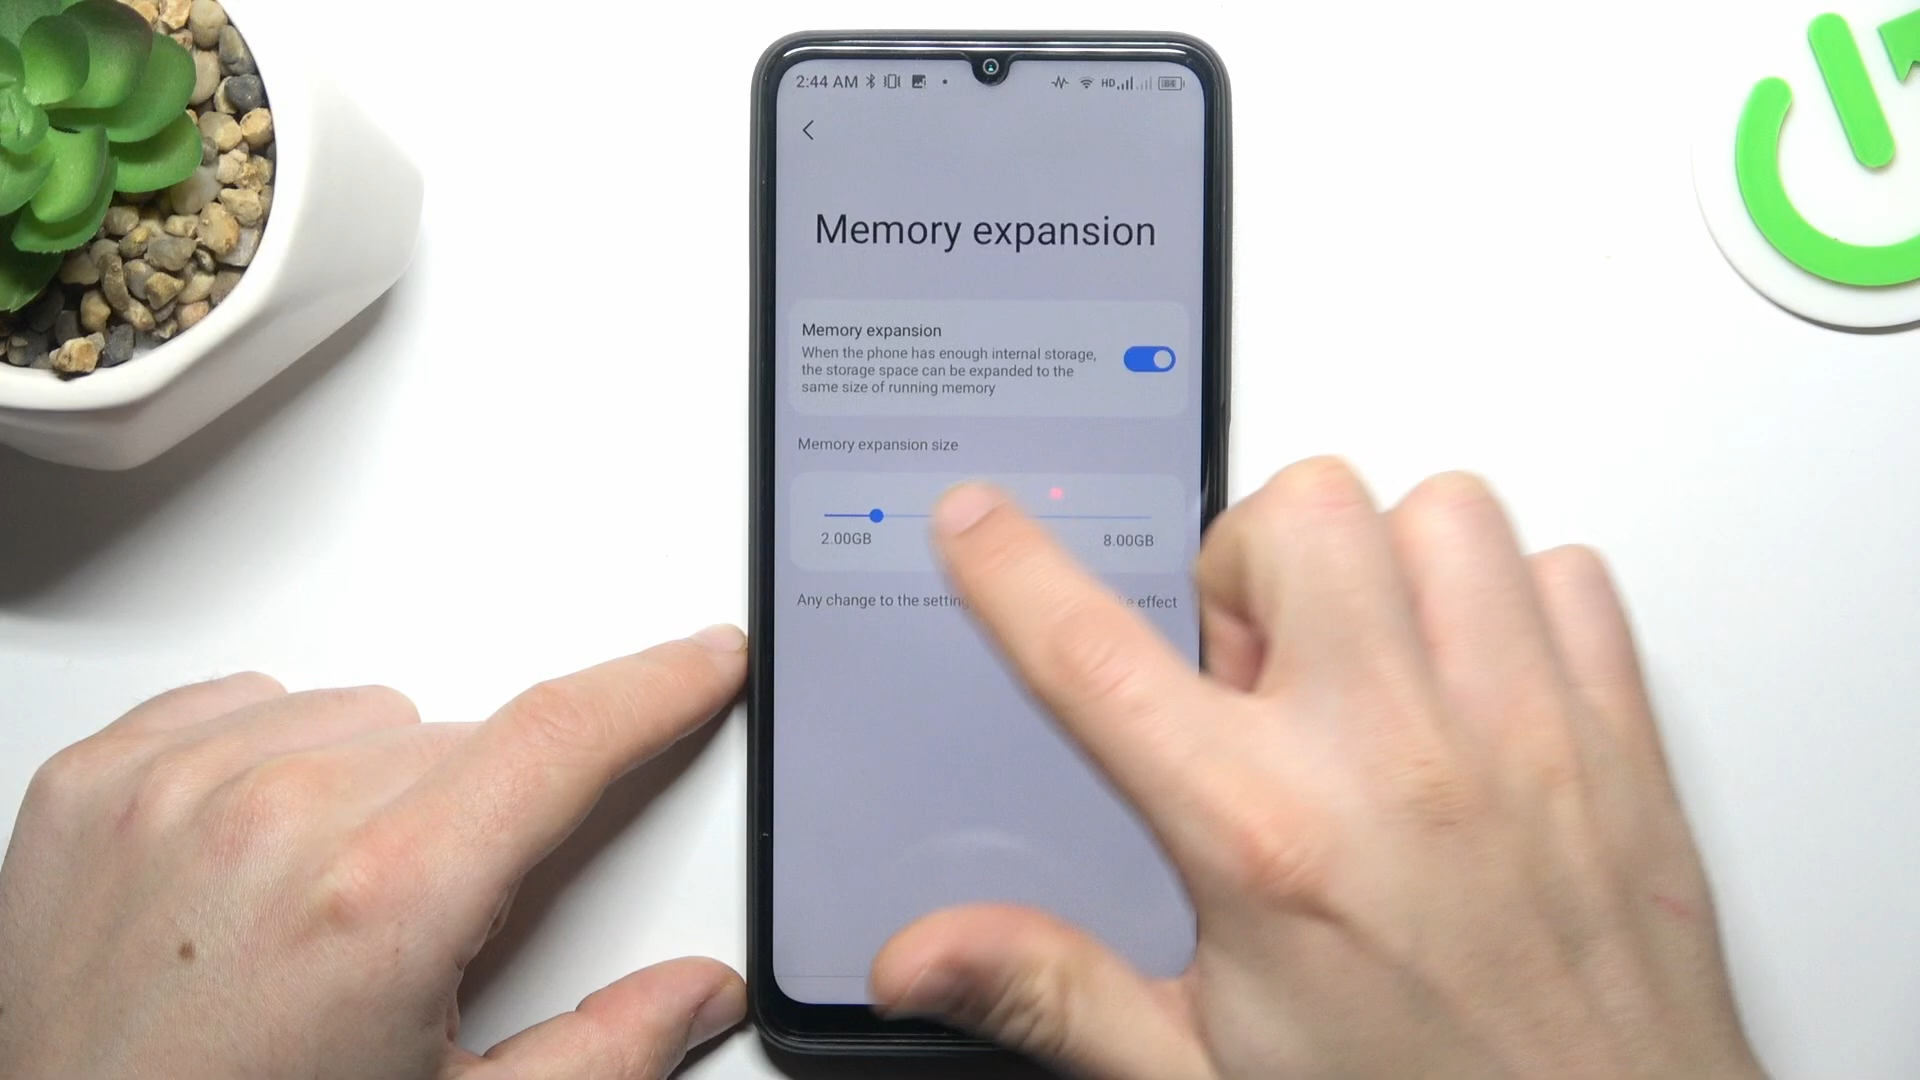 2:44 AM HD 84
Memory expansion
Memory expansion
When the phone has enough internal storage,
the storage space can be expanded to the
same size of running memory
Memory expansion size
2.00GB 8.00GB
Any change to the effect